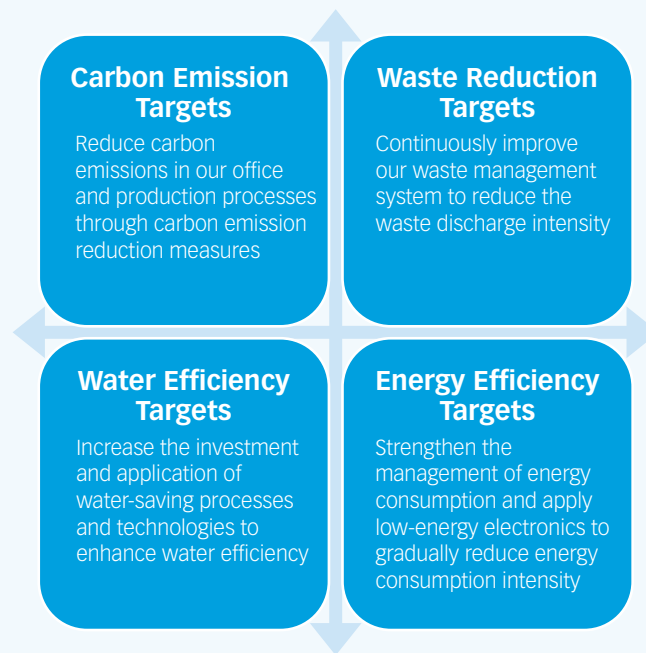 Carbon Emission
Targets
Reduce carbon
emissions in our office
and production processes
through carbon emission
reduction measures
Waste Reduction
Targets
Continuously improve
our waste management
system to reduce the
waste discharge intensity
Water Efficiency
Targets
Increase the investment
and application of
water-saving processes
and technologies to
enhance water efficiency
Energy Efficiency
Targets
Strengthen the
management of energy
consumption and apply
low-energy electronics to
gradually reduce energy
consumption intensity